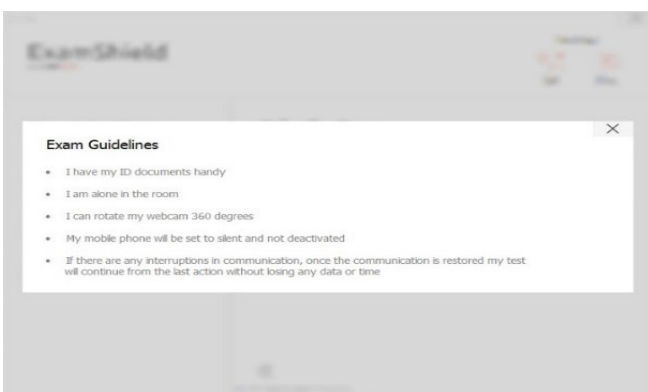 ExamShield
Exam Guidelines
• I have my ID documents handy
• I am alone in the room
• I can rotate my webcam 360 degrees
• My mobile phone will be set to silent and not deactivated
• If there are any interruptions in communication, once the communication is restored my test
will continue from the last action without losing any data or time